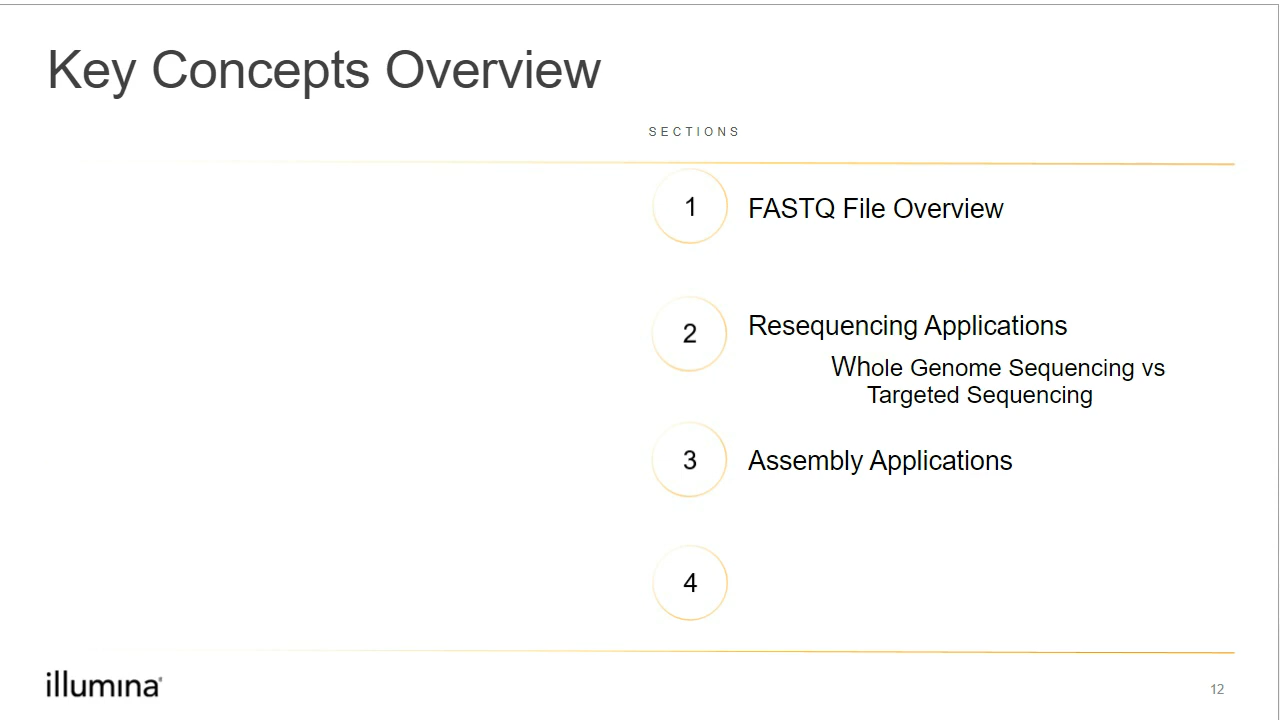 Key Concepts Overview
SECTIONS
1
FASTQ File Overview
2
Resequencing Applications
Whole Genome Sequencing vs
Targeted Sequencing
3
Assembly Applications
4
illumina®
12